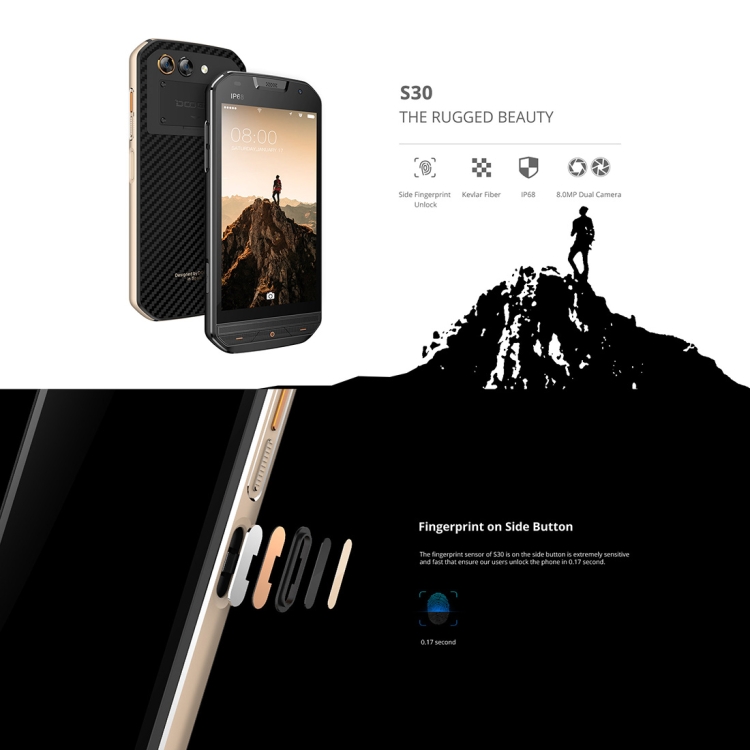 IP68
08:00
S30
THE RUGGED BEAUTY
Side Fingerprint
Unlock
Kevlar Fiber
IP68
8.0MP Dual Camera
Fingerprint on Side Button
The fingerprint sensor of S30 is on the side button is extremely sensitive
and fast that ensure our users unlock the phone in 0.17 second.
0.17 second